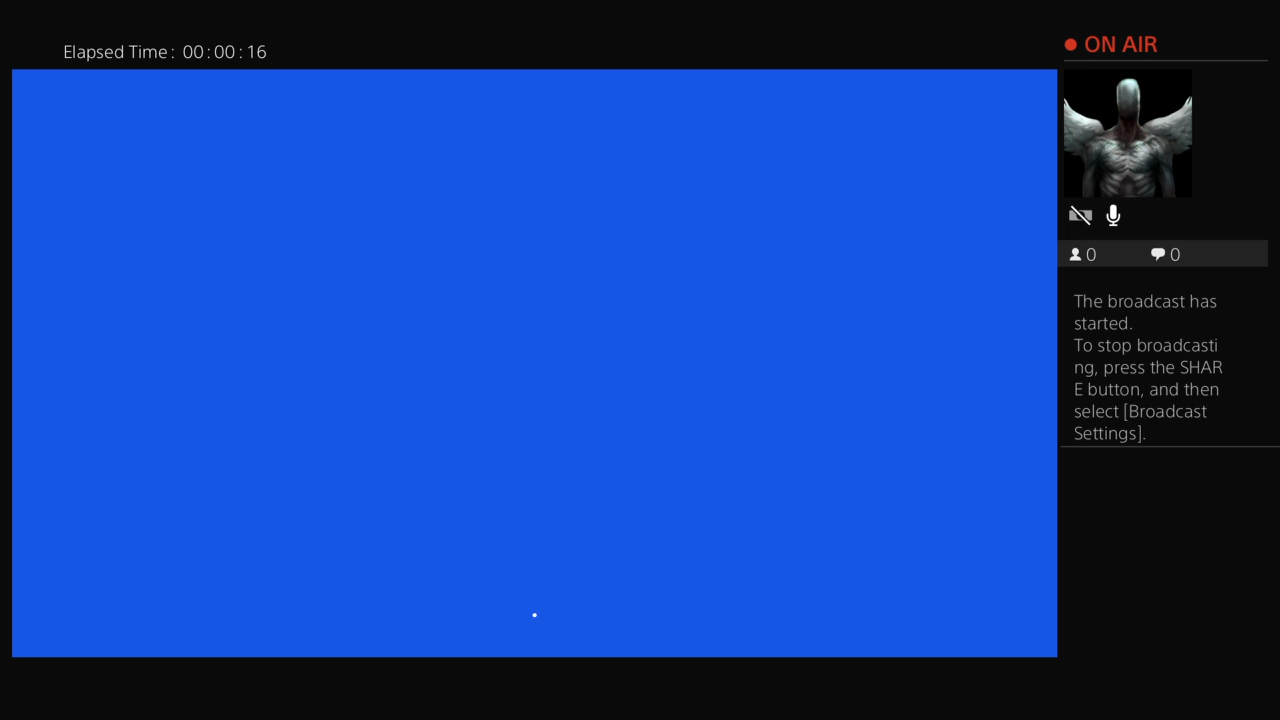 Elapsed Time: 00:00:16
ON AIR
0 0
The broadcast has
started.
To stop broadcasti
ng, press the SHAR
E button, and then
select [Broadcast
Settings].